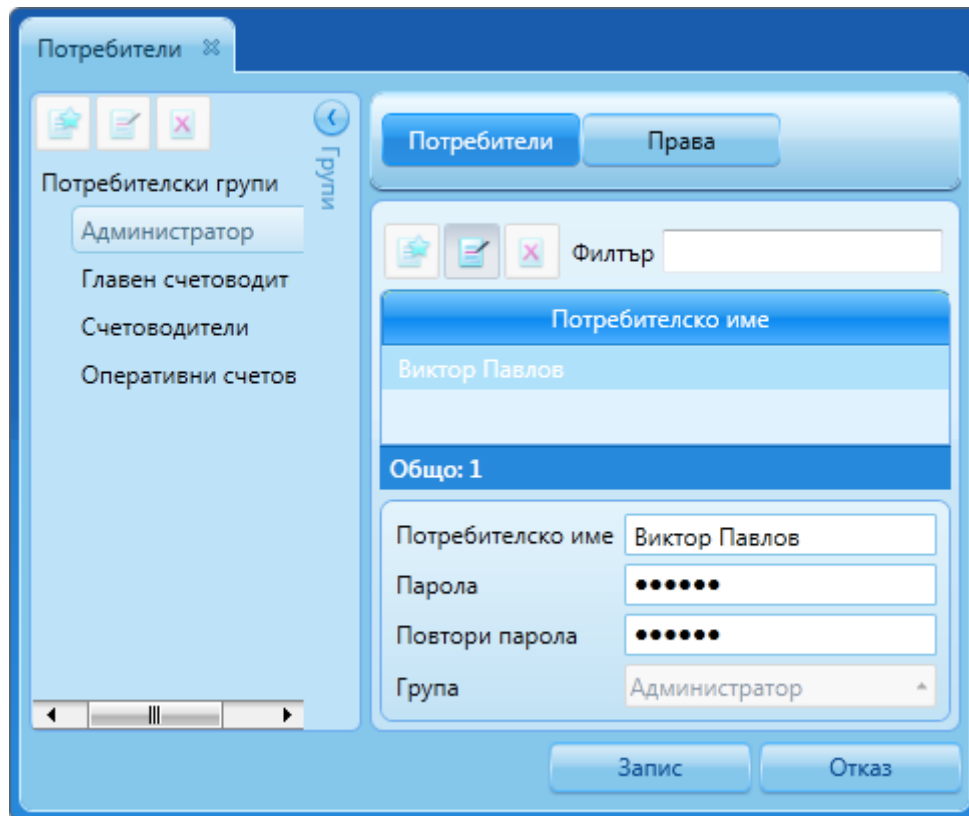 Потребители
Групи
Потребителски групи
Администратор
Главен счетоводит
Счетоводители
Оперативни счетов
Потребители
Права
Филтър
Потребителско име
Виктор Павлов
Общо: 1
Потребителско име Виктор Павлов
Парола ●●●●●●
Повтори парола ●●●●●●
Група Администратор
Запис
Отказ